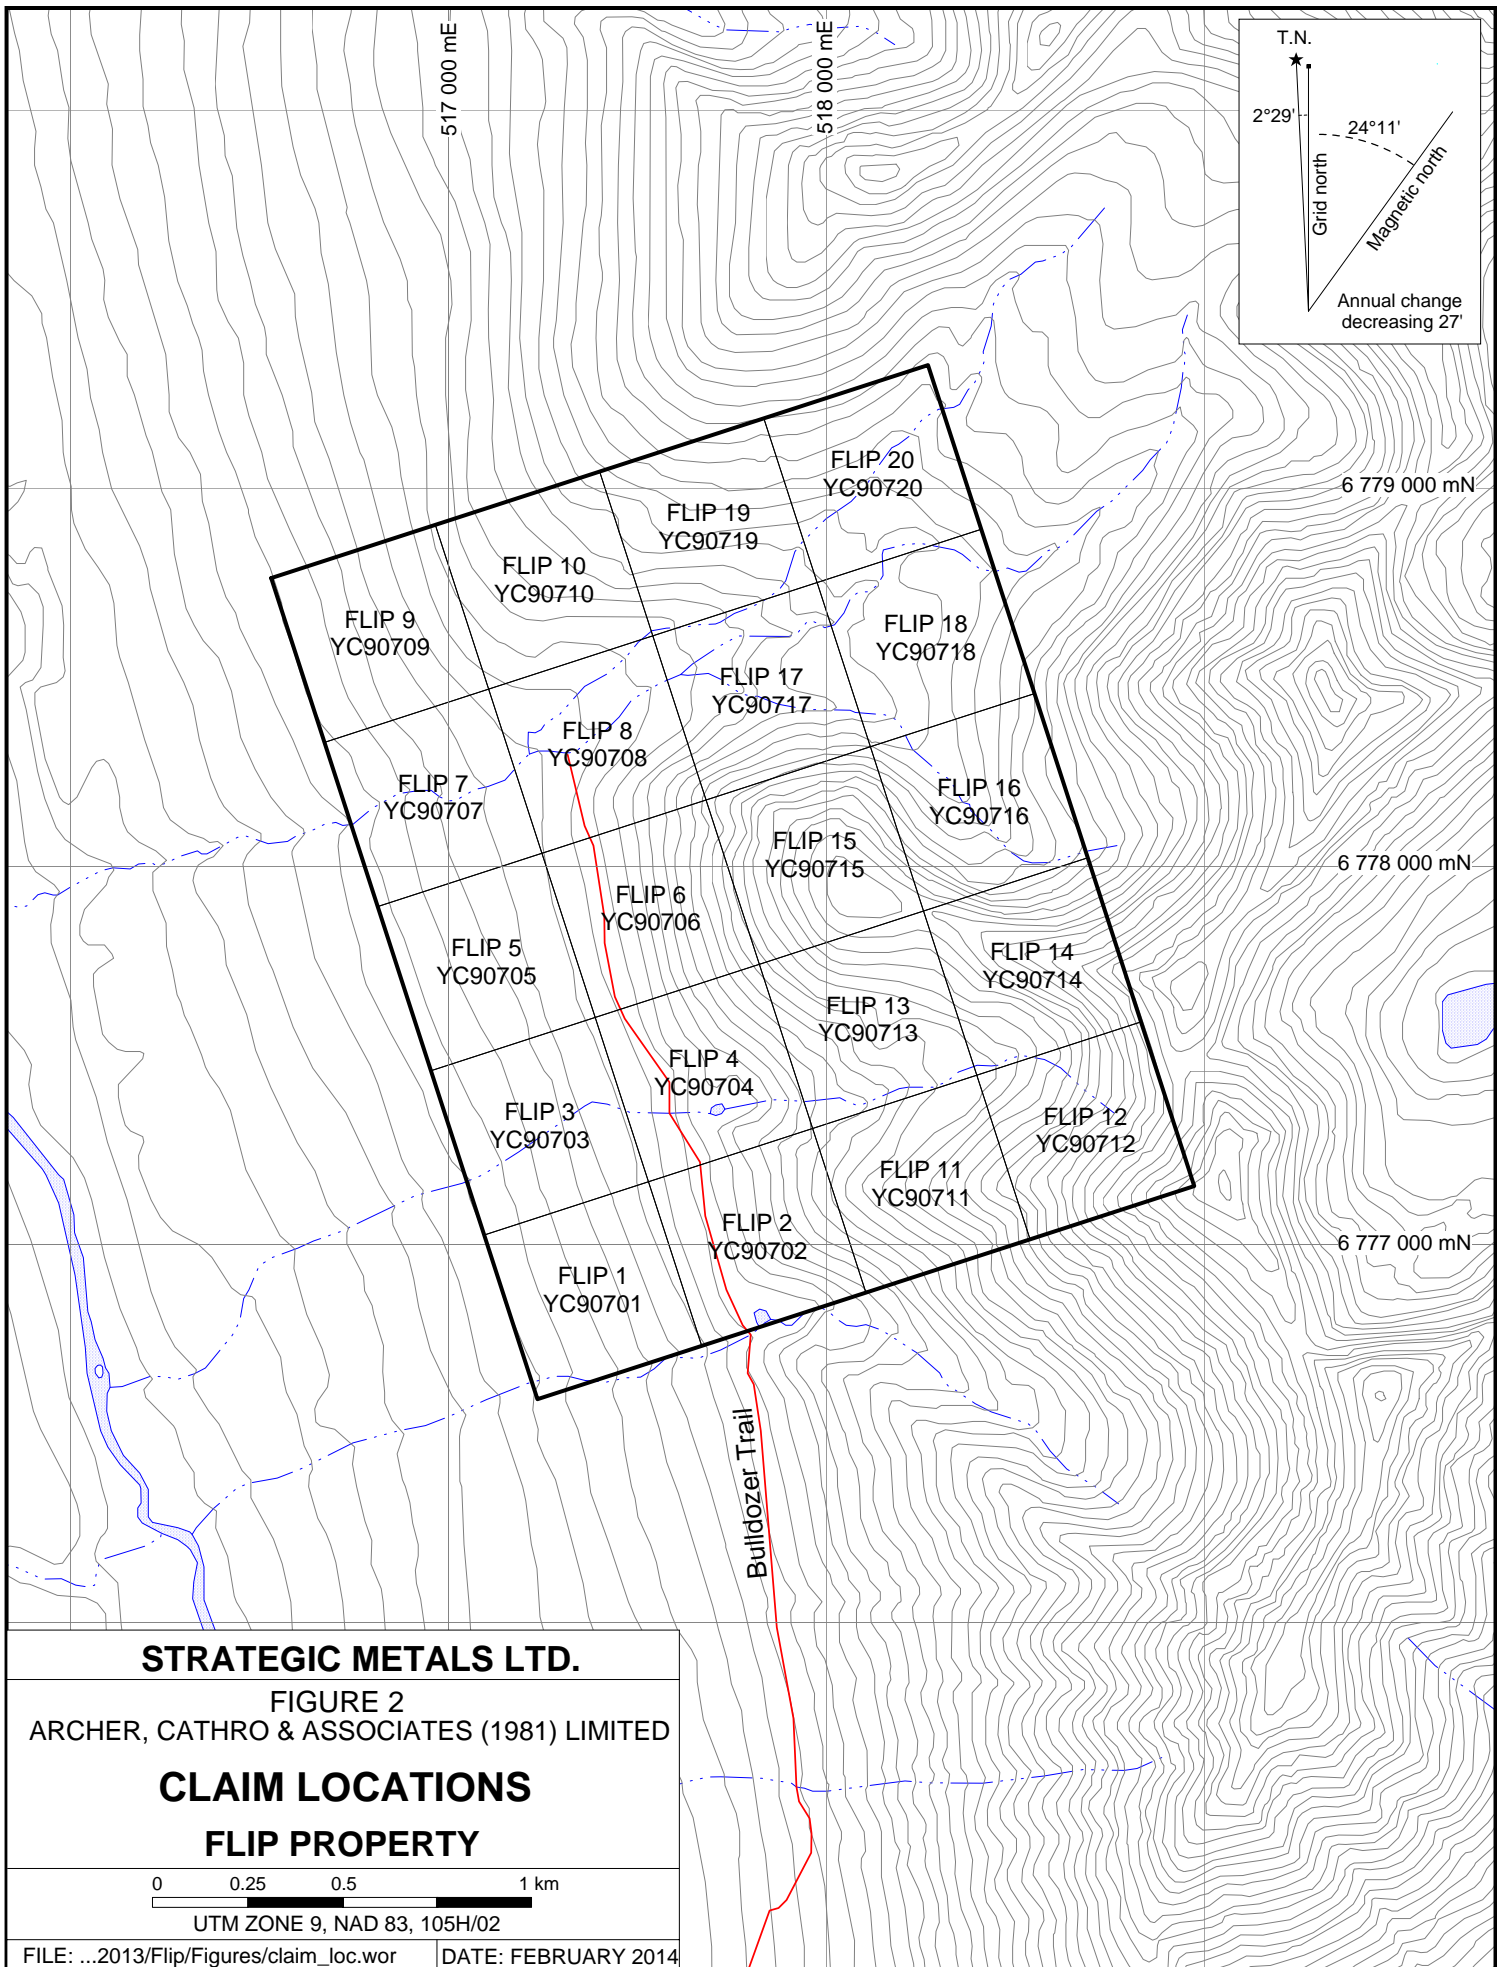 517 000 mE
518 000 mE
T.N.
2°29'
24°11'
Grid north
Magnetic north
Annual change
decreasing 27'
6 779 000 mN
6 778 000 mN
6 777 000 mN
FLIP 20
YC90720
FLIP 19
YC90719
FLIP 10
YC90710
FLIP 9
YC90709
FLIP 18
YC90718
FLIP 17
YC90717
FLIP 8
YC90708
FLIP 7
YC90707
FLIP 16
YC90716
FLIP 15
YC90715
FLIP 6
YC90706
FLIP 5
YC90705
FLIP 14
YC90714
FLIP 13
YC90713
FLIP 4
YC90704
FLIP 3
YC90703
FLIP 12
YC90712
FLIP 11
YC90711
FLIP 2
YC90702
FLIP 1
YC90701
Bulldozer Trail
STRATEGIC METALS LTD.
FIGURE 2
ARCHER, CATHRO & ASSOCIATES (1981) LIMITED
CLAIM LOCATIONS
FLIP PROPERTY
0 0.25 0.5 1 km
UTM ZONE 9, NAD 83, 105H/02
FILE: ...2013/Flip/Figures/claim_loc.wor
DATE: FEBRUARY 2014